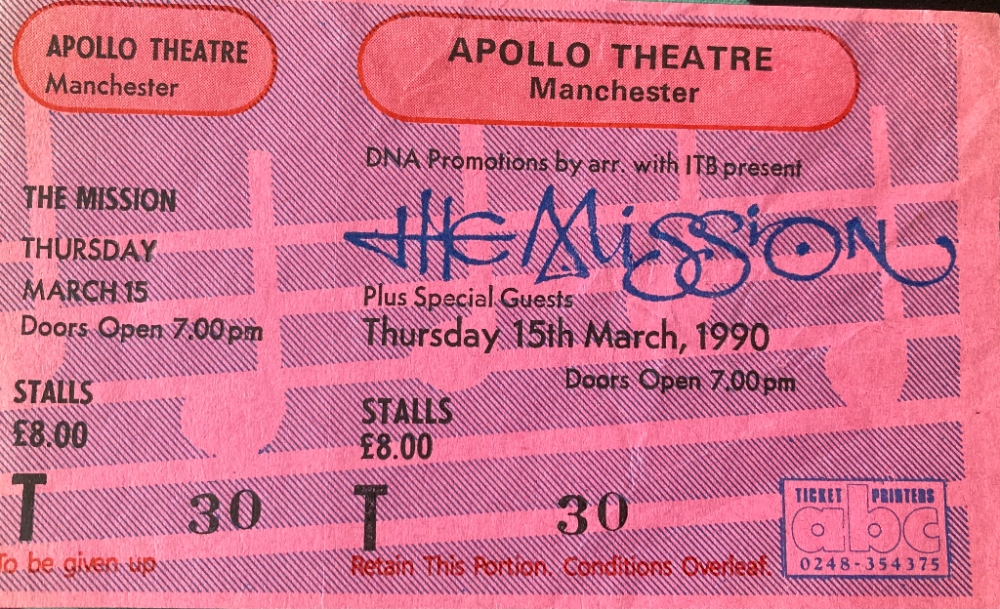 APOLLO THEATRE
Manchester
THE MISSION
THURSDAY
MARCH 15
Doors Open 7.00pm
STALLS
£8.00
T 30
To be given up
APOLLO THEATRE
Manchester
DNA Promotions by arr. with ITB present
THE MISSION
Plus Special Guests
Thursday 15th March, 1990
Doors Open 7.00pm
STALLS
£8.00
T 30
Retain This Portion. Conditions Overleaf.
TICKET PRINTERS
abc
0248-354375